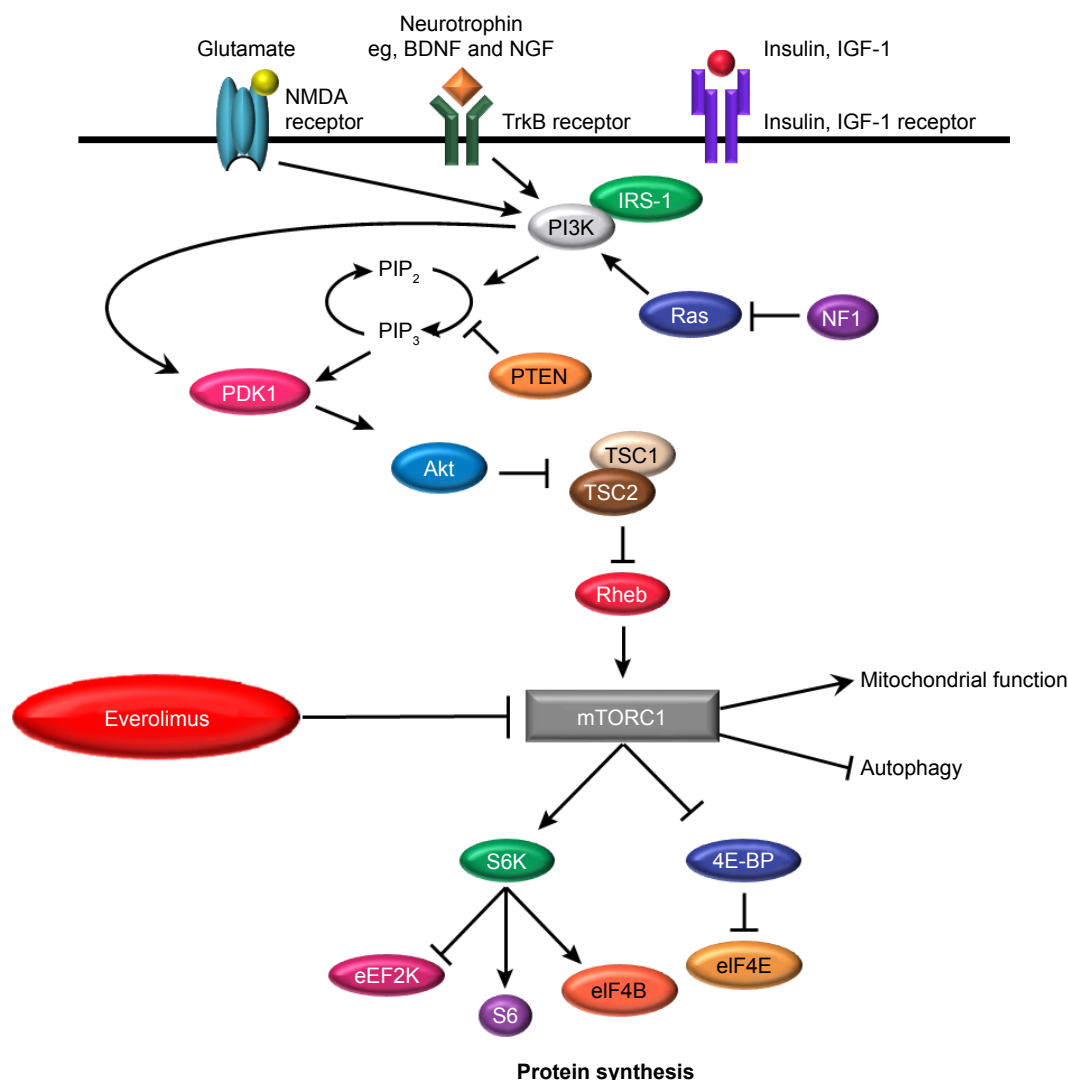 Neurotrophin
eg, BDNF and NGF
Glutamate
Insulin, IGF-1
NMDA
receptor
TrkB receptor
Insulin, IGF-1 receptor
IRS-1
PI3K
PIP2
Ras
NF1
PIP3
PTEN
PDK1
Akt
TSC1
TSC2
Rheb
Mitochondrial function
Everolimus
mTORC1
Autophagy
S6K
4E-BP
eEF2K
eIF4B
eIF4E
S6
Protein synthesis